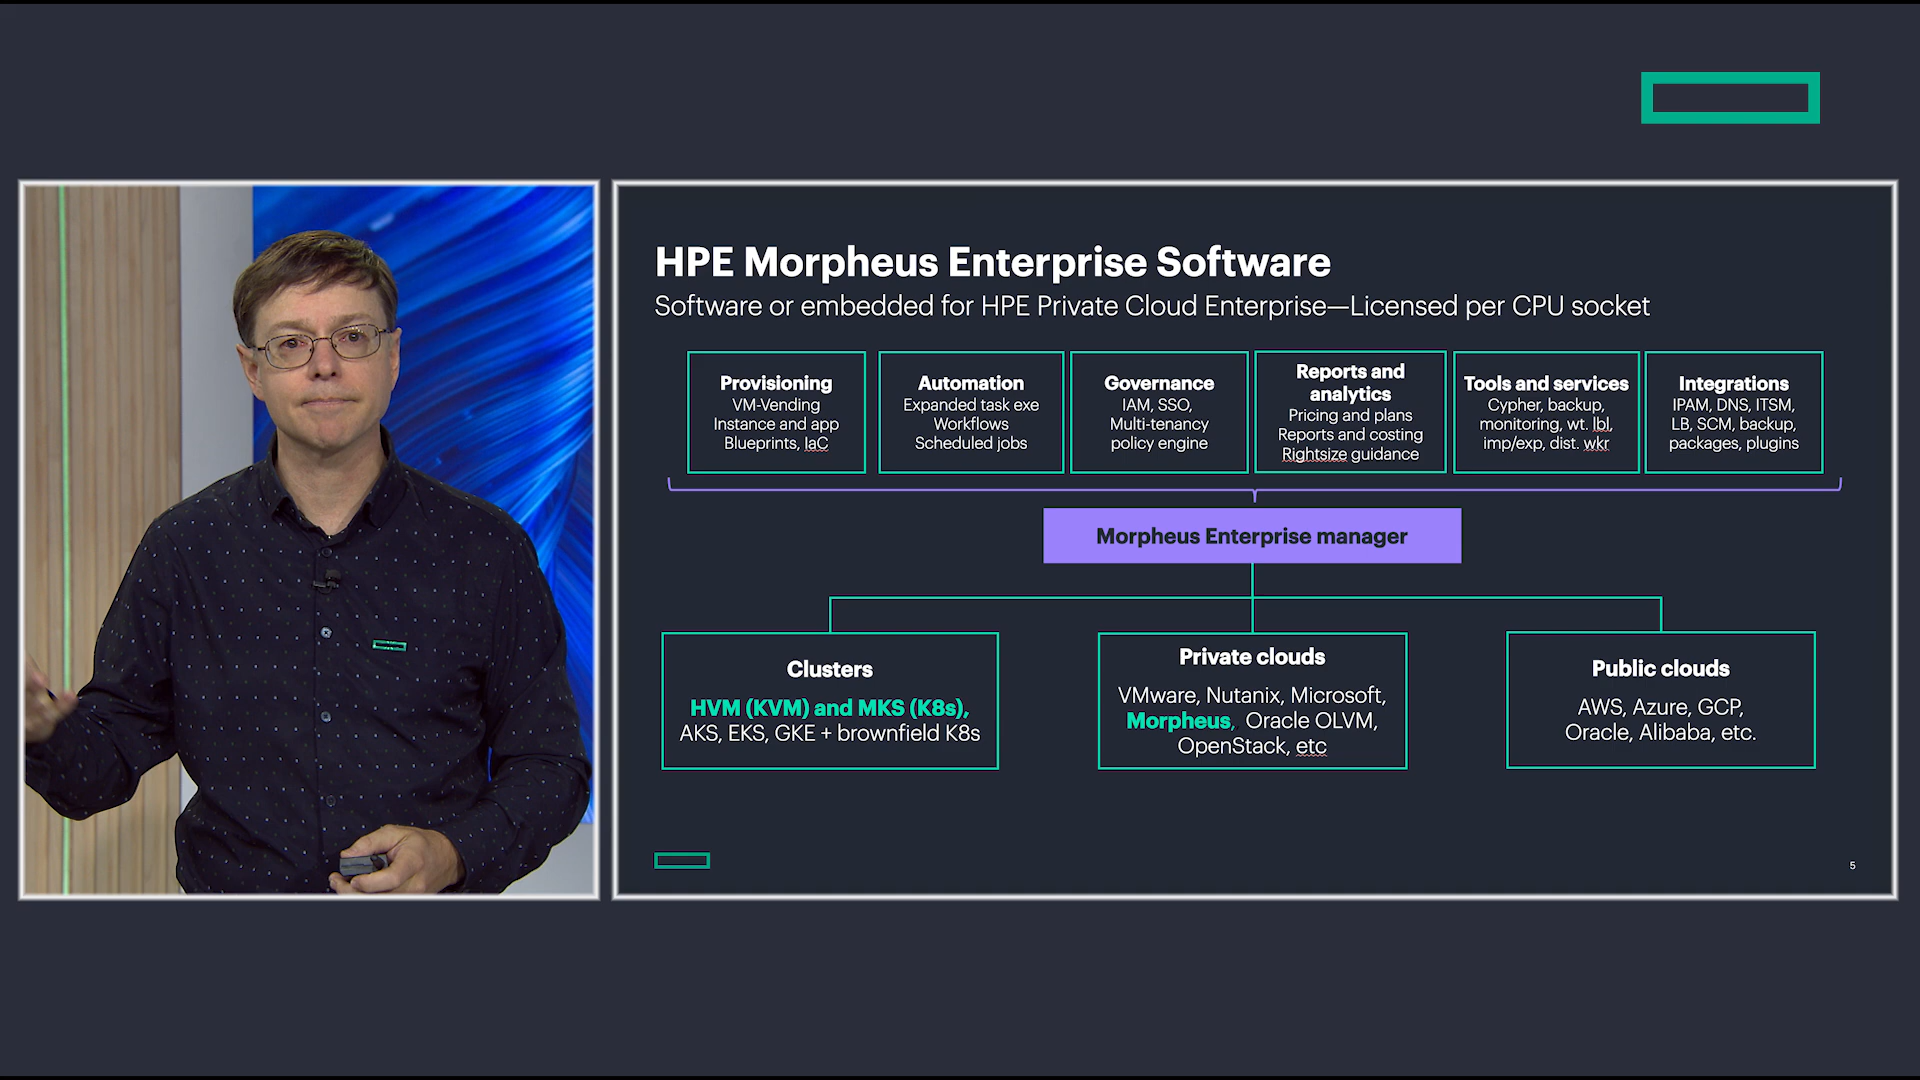 HPE Morpheus Enterprise Software
Software or embedded for HPE Private Cloud Enterprise—Licensed per CPU socket
Provisioning
VM-Vending
Instance and app
Blueprints, IaC
Automation
Expanded task exe
Workflows
Scheduled jobs
Governance
IAM, SSO,
Multi-tenancy
policy engine
Reports and
analytics
Pricing and plans
Reports and costing
Rightsize guidance
Tools and services
Cypher, backup,
monitoring, wt. lbl,
imp/exp, dist. wkr
Integrations
IPAM, DNS, ITSM,
LB, SCM, backup,
packages, plugins
Morpheus Enterprise manager
Clusters
HVM (KVM) and MKS (K8s),
AKS, EKS, GKE + brownfield K8s
Private clouds
VMware, Nutanix, Microsoft,
Morpheus, Oracle OLVM,
OpenStack, etc
Public clouds
AWS, Azure, GCP,
Oracle, Alibaba, etc.
5